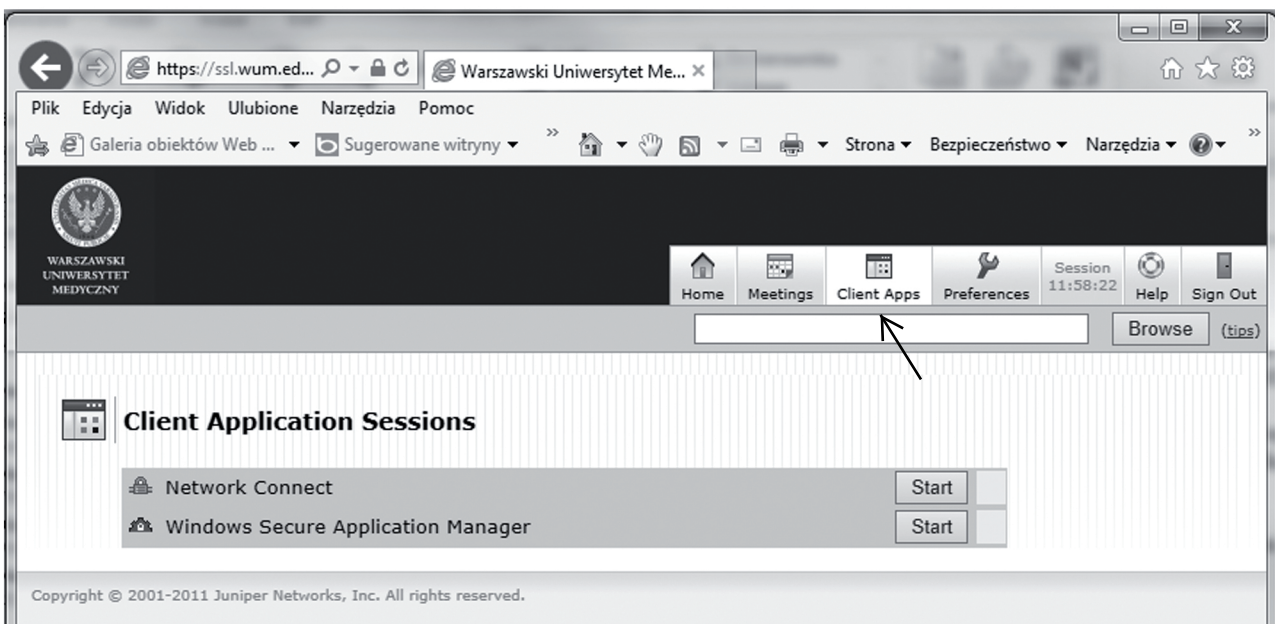 https://ssl.wum.ed...
Warszawski Uniwersytet Me...
Plik Edycja Widok Ulubione Narzędzia Pomoc
Galeria obiektów Web ... Sugerowane witryny » Strona Bezpieczeństwo Narzędzia »
WARSZAWSKI
UNIWERSYTET
MEDYCZNY
Home Meetings Client Apps Preferences Session 11:58:22 Help Sign Out
Browse (tips)
Client Application Sessions
Network Connect Start
Windows Secure Application Manager Start
Copyright © 2001-2011 Juniper Networks, Inc. All rights reserved.